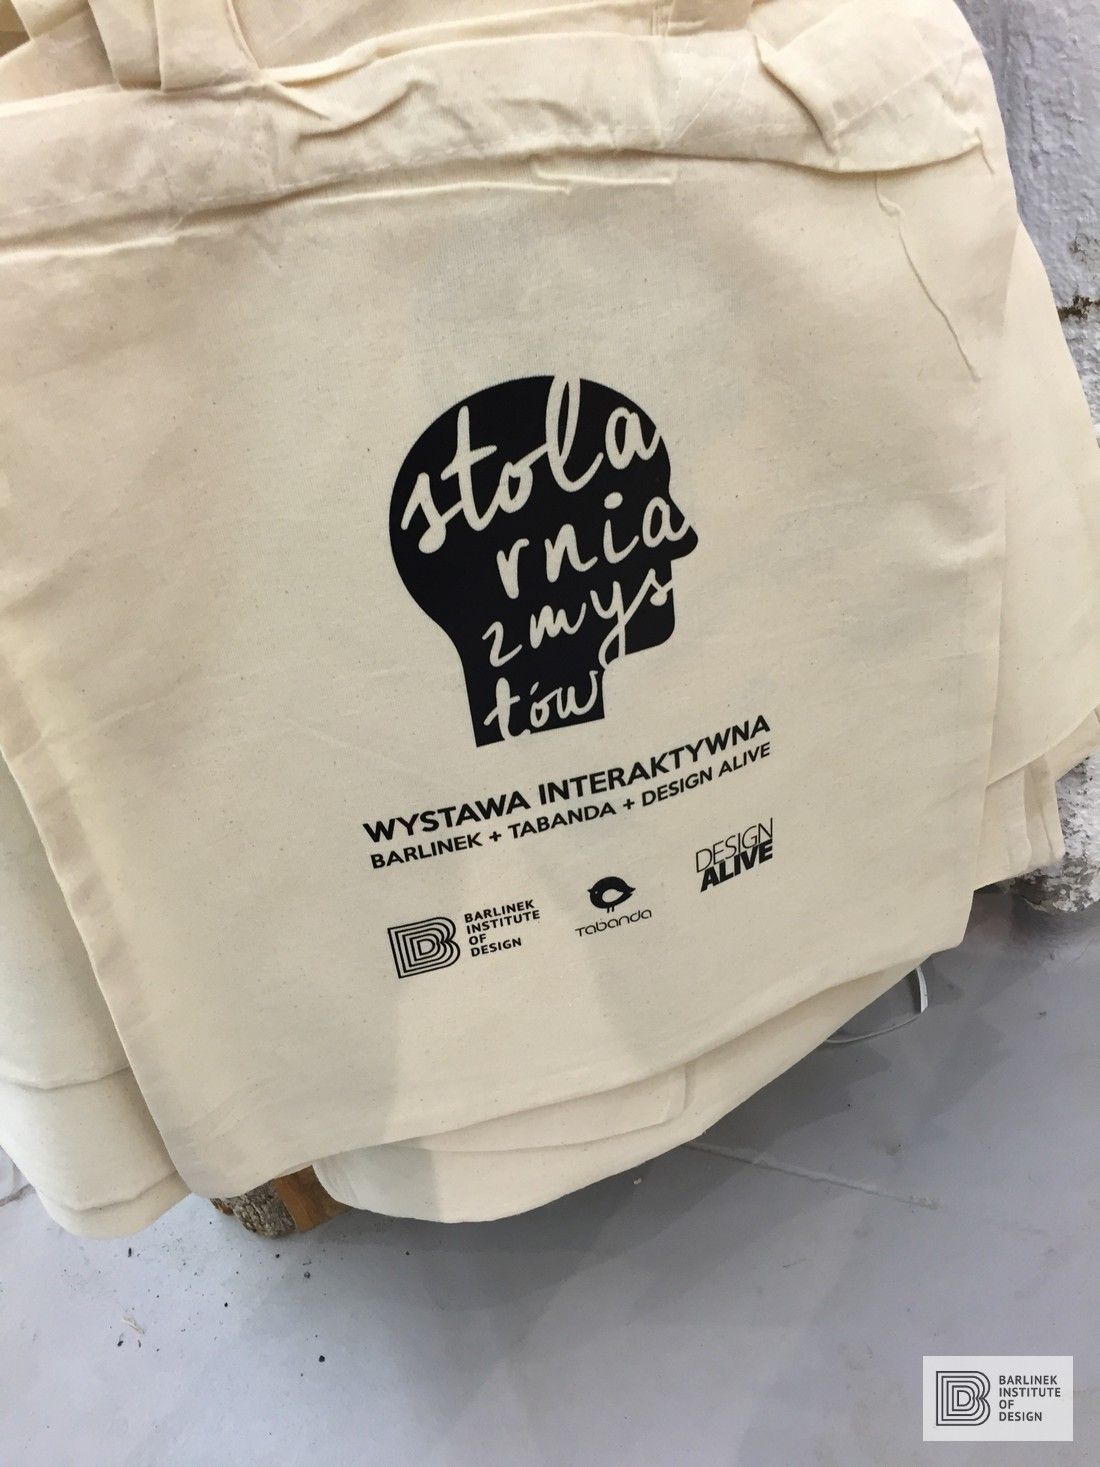 stola
rnia
zmys
łów
WYSTAWA INTERAKTYWNA
BARLINEK + TABANDA + DESIGN ALIVE
BARLINEK
INSTITUTE
OF
DESIGN
Tabanda
DESIGN
ALIVE
BARLINEK
INSTITUTE
OF
DESIGN